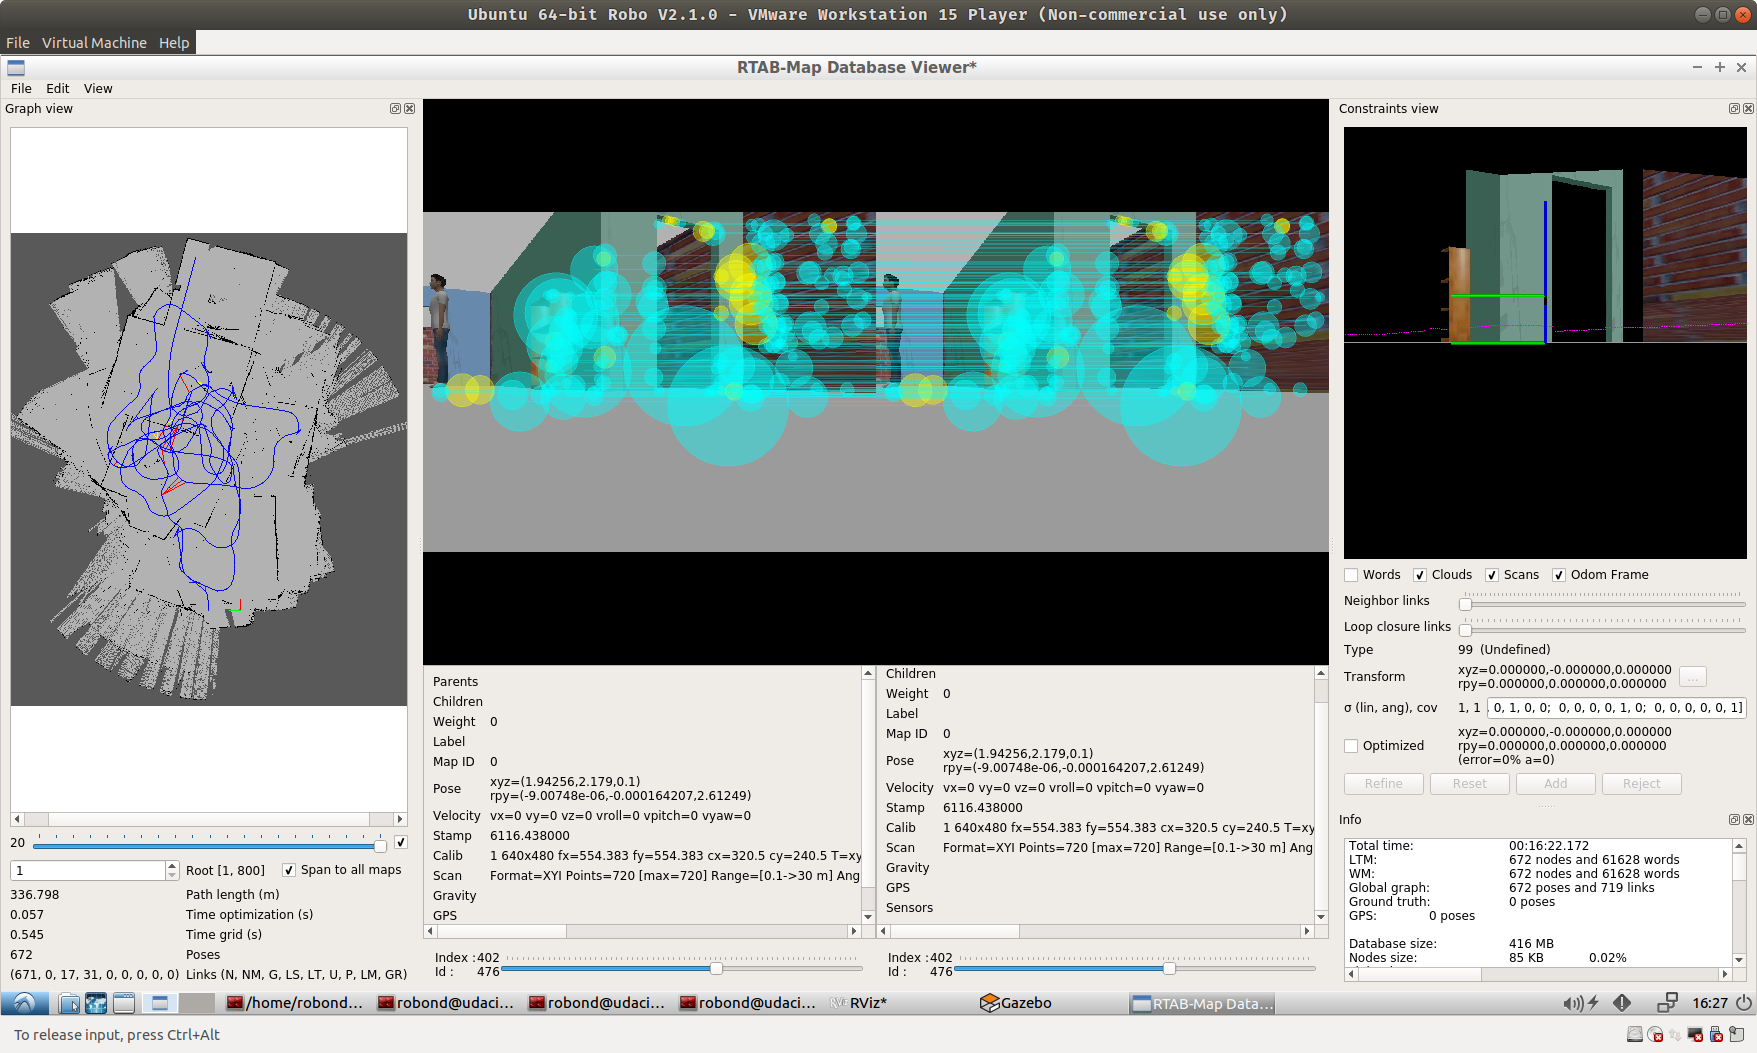 Ubuntu 64-bit Robo V2.1.0 - VMware Workstation 15 Player (Non-commercial use only)
File Virtual Machine Help
RTAB-Map Database Viewer*
File Edit View
Graph view
Constraints view
Words Clouds Scans Odom Frame
Neighbor links
Loop closure links
Type 99 (Undefined)
Transform xyz=0.000000,-0.000000,0.000000
rpy=0.000000,0.000000,0.000000 ...
σ (lin, ang), cov 1, 1 0, 1, 0, 0; 0, 0, 0, 0, 1, 0; 0, 0, 0, 0, 0, 1]
Optimized xyz=0.000000,-0.000000,0.000000
rpy=0.000000,0.000000,0.000000
(error=0% a=0)
Refine Reset Add Reject
Info
Total time: 00:16:22.172
LTM: 672 nodes and 61628 words
WM: 672 nodes and 61628 words
Global graph: 672 poses and 719 links
Ground truth: 0 poses
GPS: 0 poses
Database size: 416 MB
Nodes size: 85 KB 0.02%
Parents
Children
Weight 0
Label
Map ID 0
Pose xyz=(1.94256,2.179,0.1)
rpy=(-9.00748e-06,-0.000164207,2.61249)
Velocity vx=0 vy=0 vz=0 vroll=0 vpitch=0 vyaw=0
Stamp 6116.438000
Calib 1 640x480 fx=554.383 fy=554.383 cx=320.5 cy=240.5 T=xy
Scan Format=XYI Points=720 [max=720] Range=[0.1->30 m] Ang
Gravity
GPS
Index : 402
Id : 476
Children
Weight 0
Label
Map ID 0
Pose xyz=(1.94256,2.179,0.1)
rpy=(-9.00748e-06,-0.000164207,2.61249)
Velocity vx=0 vy=0 vz=0 vroll=0 vpitch=0 vyaw=0
Stamp 6116.438000
Calib 1 640x480 fx=554.383 fy=554.383 cx=320.5 cy=240.5 T=xy
Scan Format=XYI Points=720 [max=720] Range=[0.1->30 m] Ang
Gravity
GPS
Sensors
Index : 402
Id : 476
20
1 Root [1, 800] Span to all maps
336.798 Path length (m)
0.057 Time optimization (s)
0.545 Time grid (s)
672 Poses
(671, 0, 17, 31, 0, 0, 0, 0, 0) Links (N, NM, G, LS, LT, U, P, LM, GR)
/home/robond... robond@udaci... robond@udaci... robond@udaci... RViz* Gazebo RTAB-Map Data... 16:27
To release input, press Ctrl+Alt